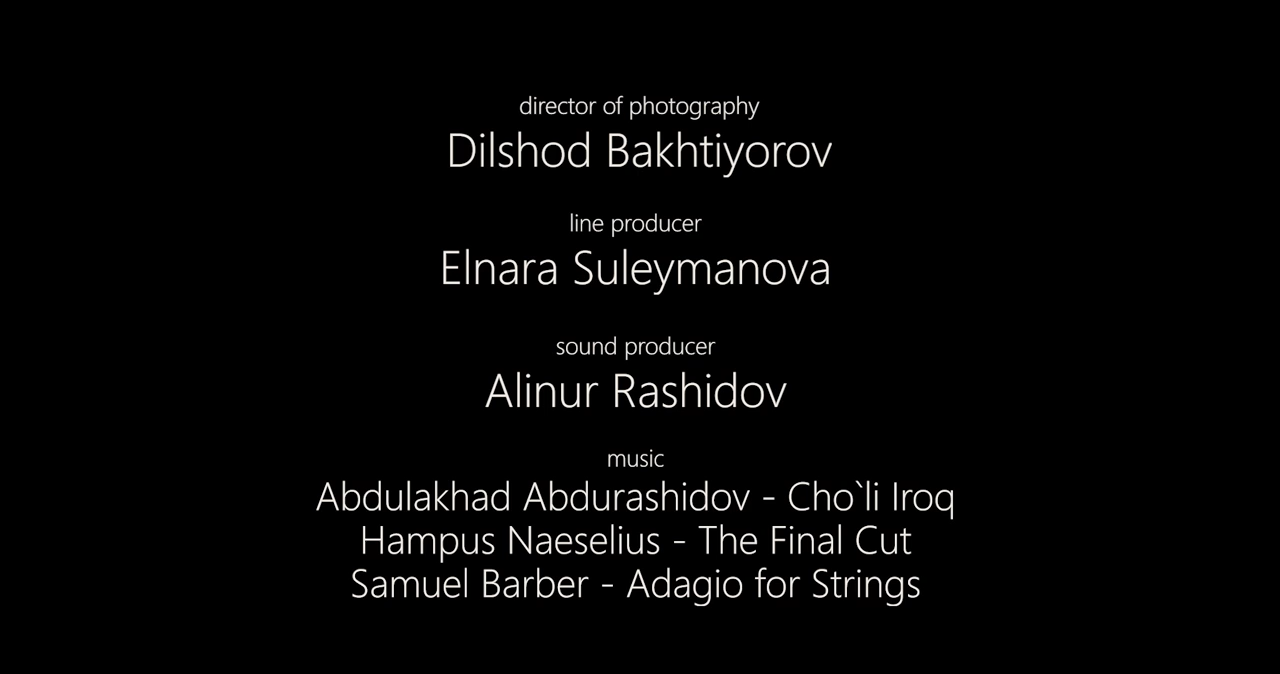 director of photography
Dilshod Bakhtiyorov
line producer
Elnara Suleymanova
sound producer
Alinur Rashidov
music
Abdulakhad Abdurashidov - Cho`li Iroq
Hampus Naeselius - The Final Cut
Samuel Barber - Adagio for Strings